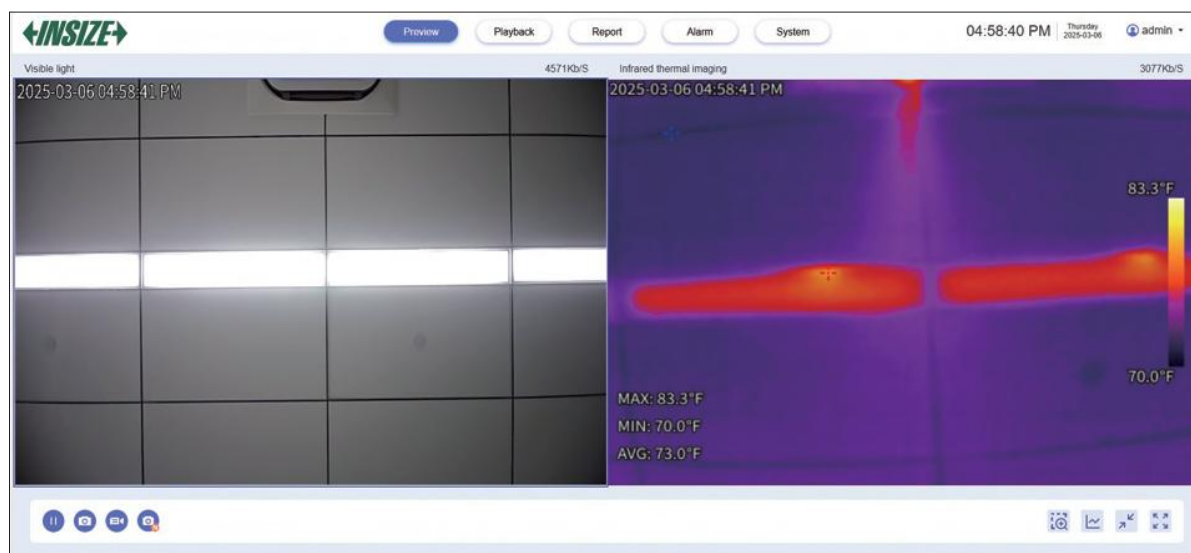 INSIZE
Preview
Playback
Report
Alarm
System
04:58:40 PM
Thursday
2025-03-06
admin
Visible light
4571Kb/S
Infrared thermal imaging
3077Kb/S
2025-03-06 04:58:41 PM
2025-03-06 04:58:41 PM
83.3°F
70.0°F
MAX: 83.3°F
MIN: 70.0°F
AVG: 73.0°F